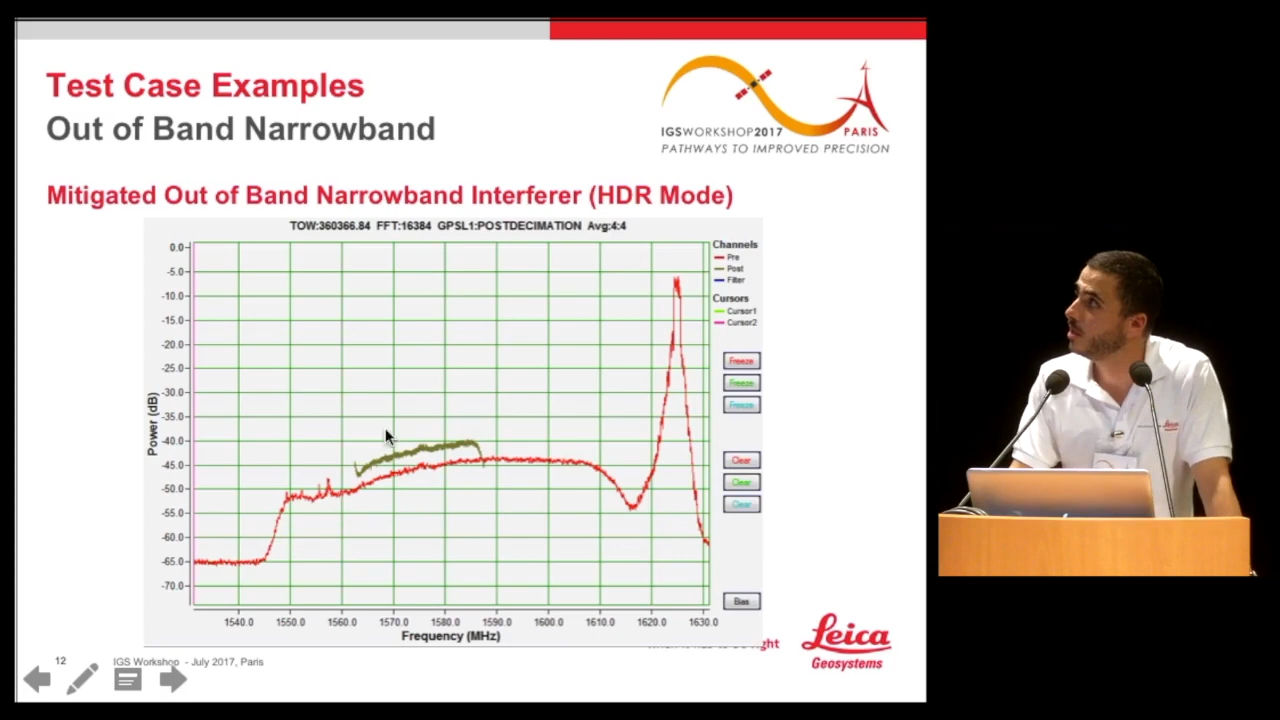 Test Case Examples
Out of Band Narrowband
IGSWORKSHOP2017 PARIS
PATHWAYS TO IMPROVED PRECISION
Mitigated Out of Band Narrowband Interferer (HDR Mode)
TOW:360366.84 FFT:16384 GPSL1:POSTDECIMATION Avg:4:4
Channels
Pre
Post
Filter
Cursors
Cursor1
Cursor2
Freeze
Freeze
Freeze
Clear
Clear
Clear
Bias
Power (dB)
0.0
-5.0
-10.0
-15.0
-20.0
-25.0
-30.0
-35.0
-40.0
-45.0
-50.0
-55.0
-60.0
-65.0
-70.0
1540.0 1550.0 1560.0 1570.0 1580.0 1590.0 1600.0 1610.0 1620.0 1630.0
Frequency (MHz)
right
Leica
Geosystems
12 IGS Workshop - July 2017, Paris